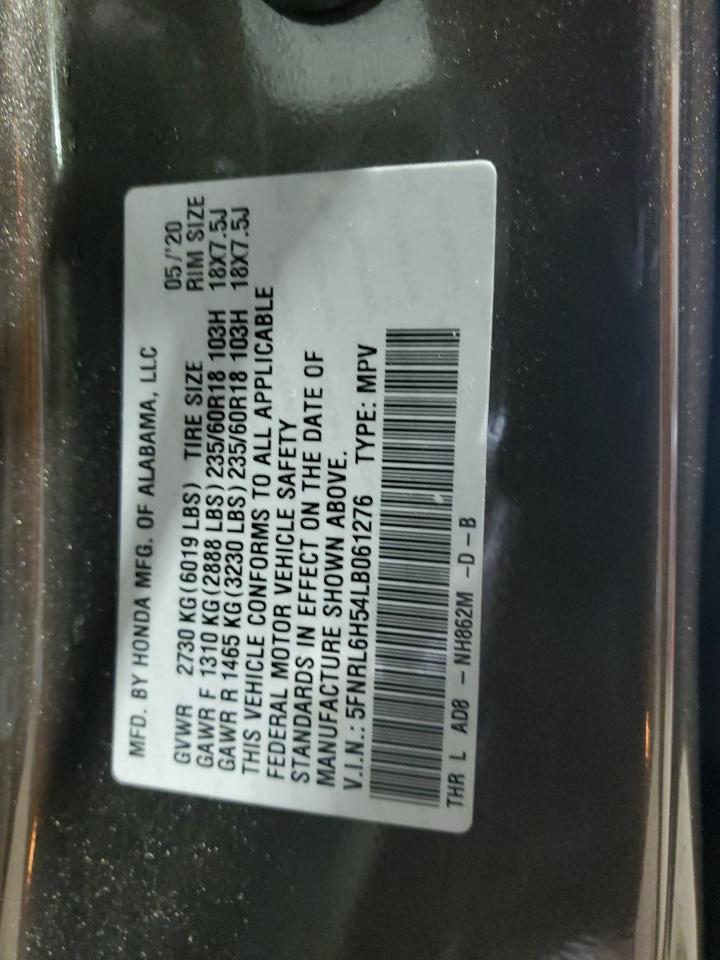 MFD. BY HONDA MFG. OF ALABAMA, LLC
05/'20
GVWR 2730 KG(6019 LBS) TIRE SIZE RIM SIZE
GAWR F 1310 KG(2888 LBS) 235/60R18 103H 18X7.5J
GAWR R 1465 KG(3230 LBS) 235/60R18 103H 18X7.5J
THIS VEHICLE CONFORMS TO ALL APPLICABLE
FEDERAL MOTOR VEHICLE SAFETY
STANDARDS IN EFFECT ON THE DATE OF
MANUFACTURE SHOWN ABOVE.
V.I.N.: 5FNRL6H54LB061276 TYPE: MPV
THR L AD8 -NH862M -D-B